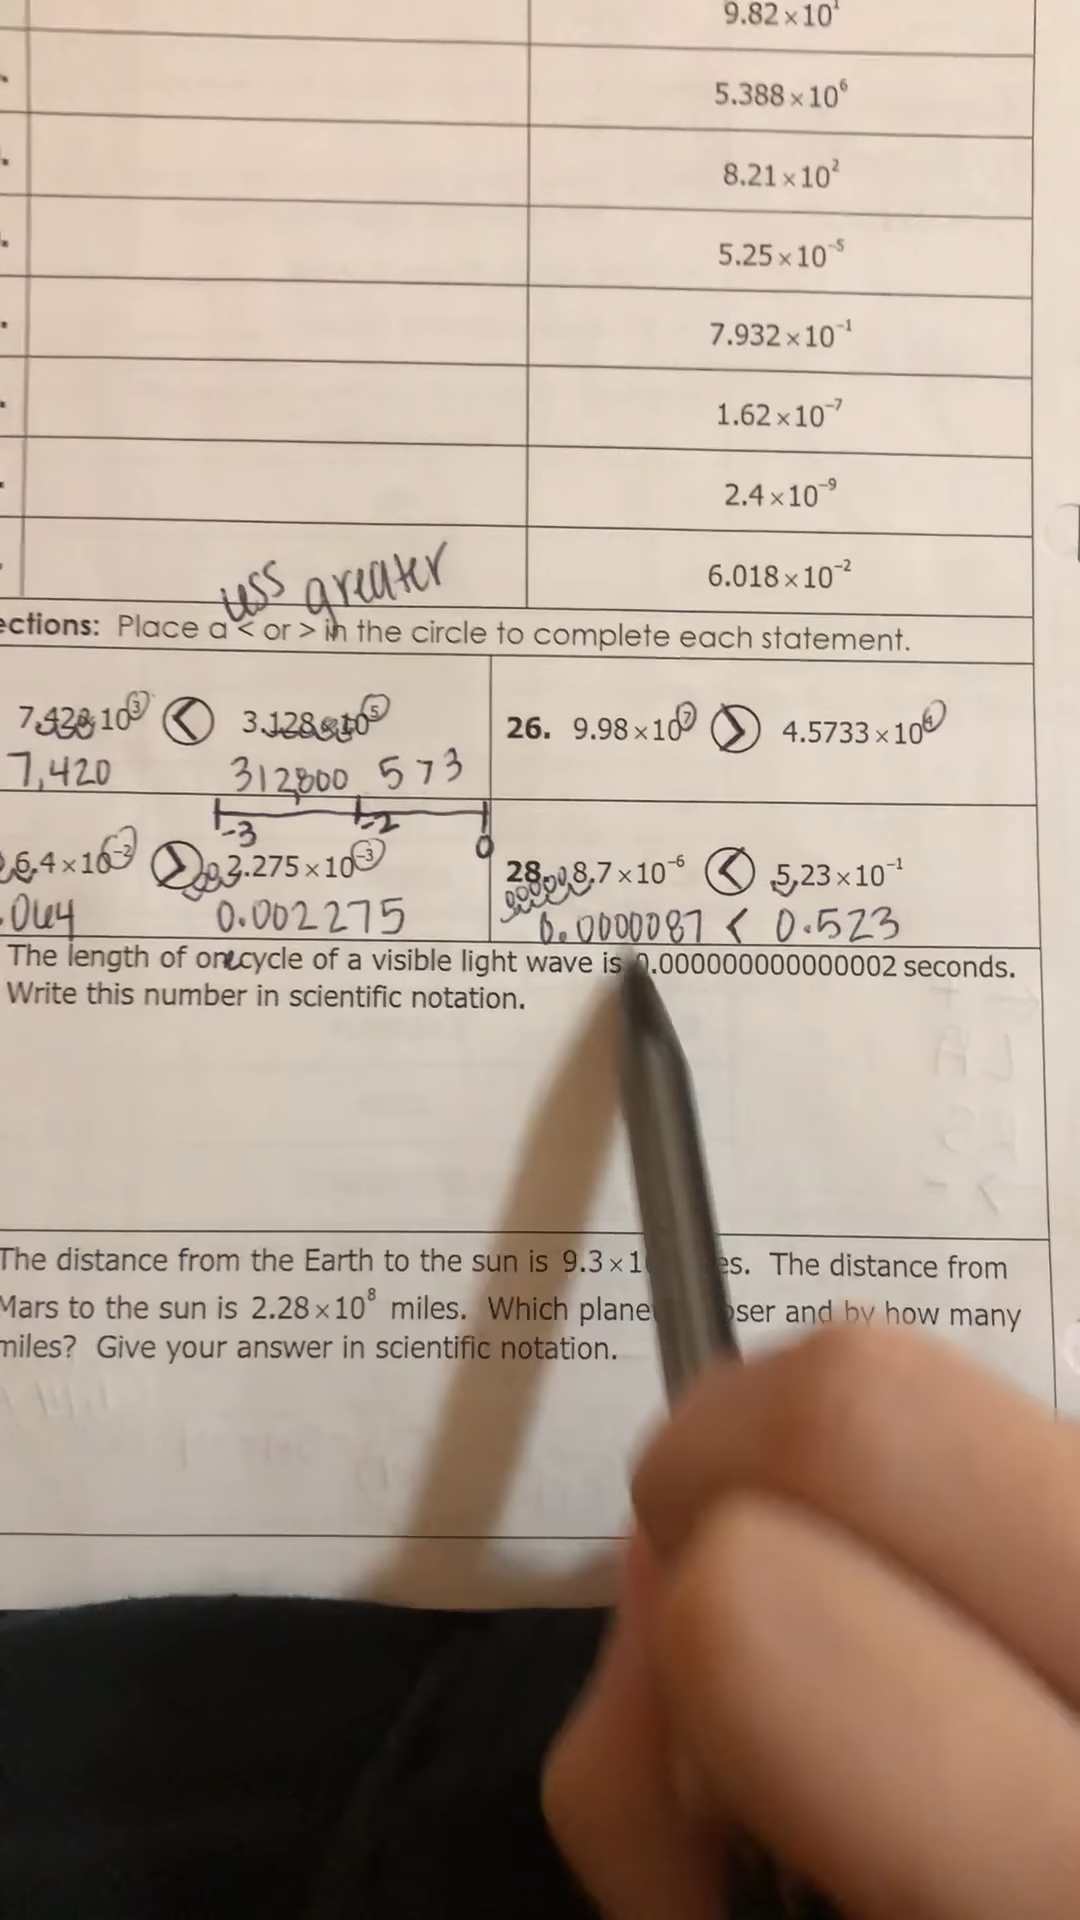 9.82×10¹
5.388×10⁶
8.21×10²
5.25×10⁻⁵
7.932×10⁻¹
1.62×10⁻⁷
2.4×10⁻⁹
6.018×10⁻²
less greater
ections: Place a < or > in the circle to complete each statement.
7.428 10³ < 3.128×10⁵
7,420 312,800 573
26. 9.98×10⁷ > 4.5733×10⁴
-3 -2 0
6.4×10⁻² > 2.275×10⁻³
.064 0.002275
28. 8.7×10⁻⁶ < 5.23×10⁻¹
0.0000087 < 0.523
The length of one cycle of a visible light wave is 0.000000000000002 seconds.
Write this number in scientific notation.
The distance from the Earth to the sun is 9.3×1 es. The distance from
Mars to the sun is 2.28×10⁸ miles. Which plane oser and by how many
miles? Give your answer in scientific notation.